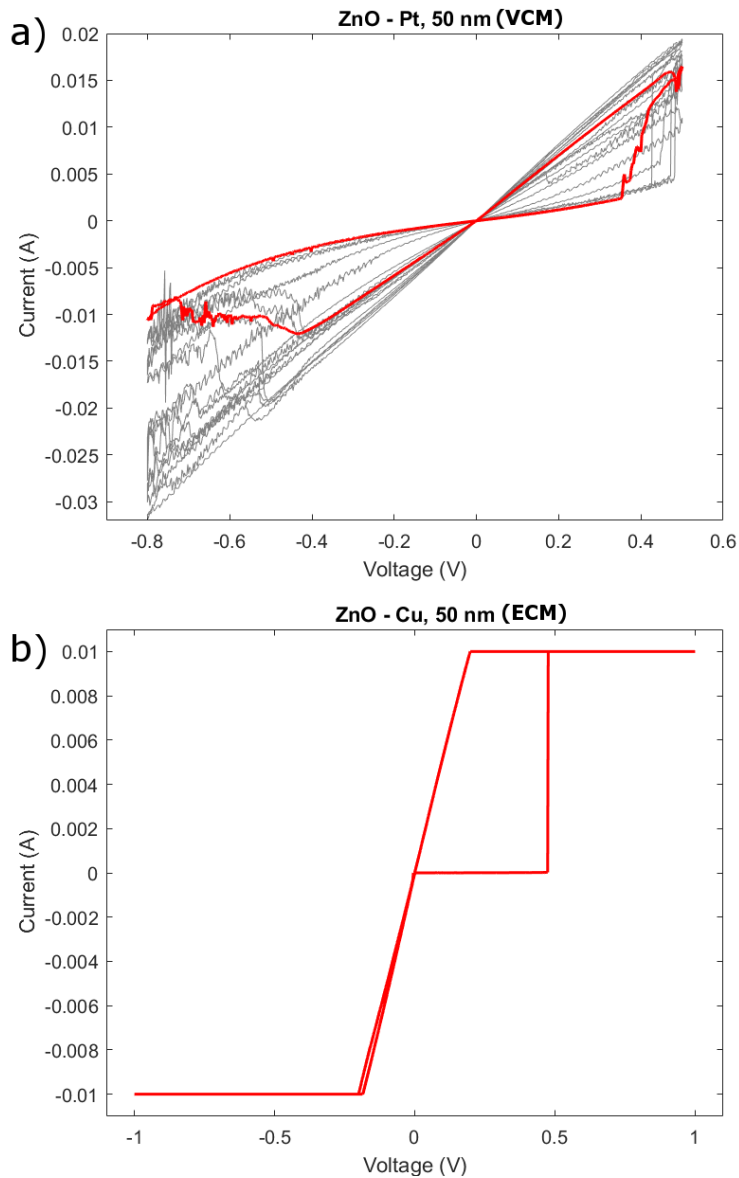 a)
ZnO - Pt, 50 nm (VCM)
0.02
0.015
0.01
0.005
0
-0.005
-0.01
-0.015
-0.02
-0.025
-0.03
Current (A)
-0.8 -0.6 -0.4 -0.2 0 0.2 0.4 0.6
Voltage (V)
b)
ZnO - Cu, 50 nm (ECM)
0.01
0.008
0.006
0.004
0.002
0
-0.002
-0.004
-0.006
-0.008
-0.01
Current (A)
-1 -0.5 0 0.5 1
Voltage (V)